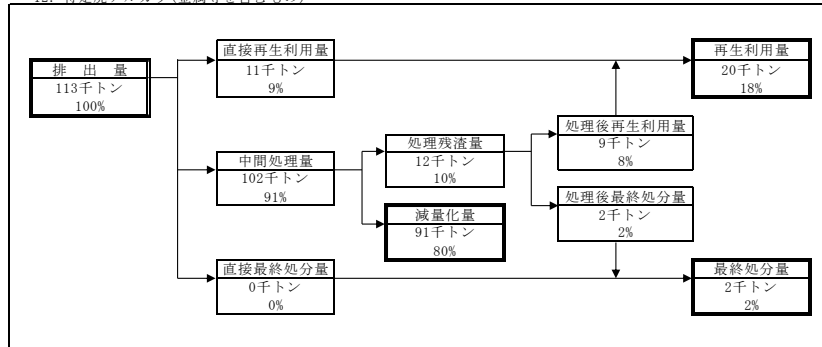 直接再生利用量
11千トン
9%
再生利用量
20千トン
18%
排 出 量
113千トン
100%
処理後再生利用量
9千トン
8%
処理残渣量
12千トン
10%
中間処理量
102千トン
91%
処理後最終処分量
2千トン
2%
減量化量
91千トン
80%
直接最終処分量
0千トン
0%
最終処分量
2千トン
2%